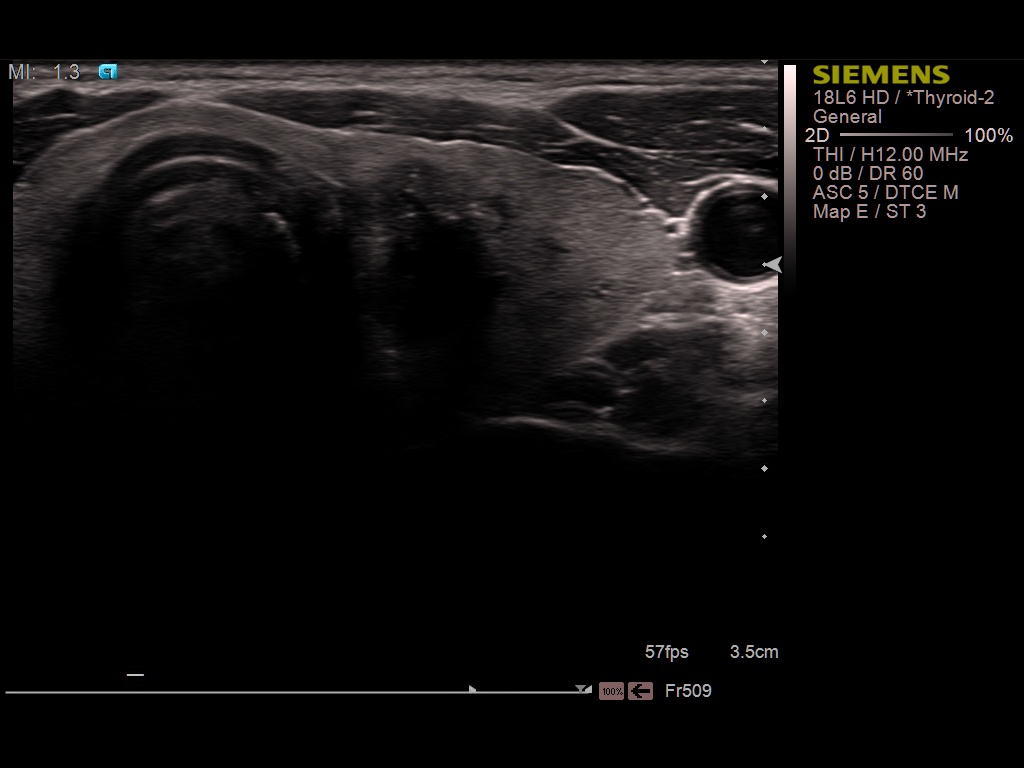 MI: 1.3
SIEMENS
18L6 HD / *Thyroid-2
General
2D 100%
THI / H12.00 MHz
0 dB / DR 60
ASC 5 / DTCE M
Map E / ST 3
57fps 3.5cm
100% Fr509